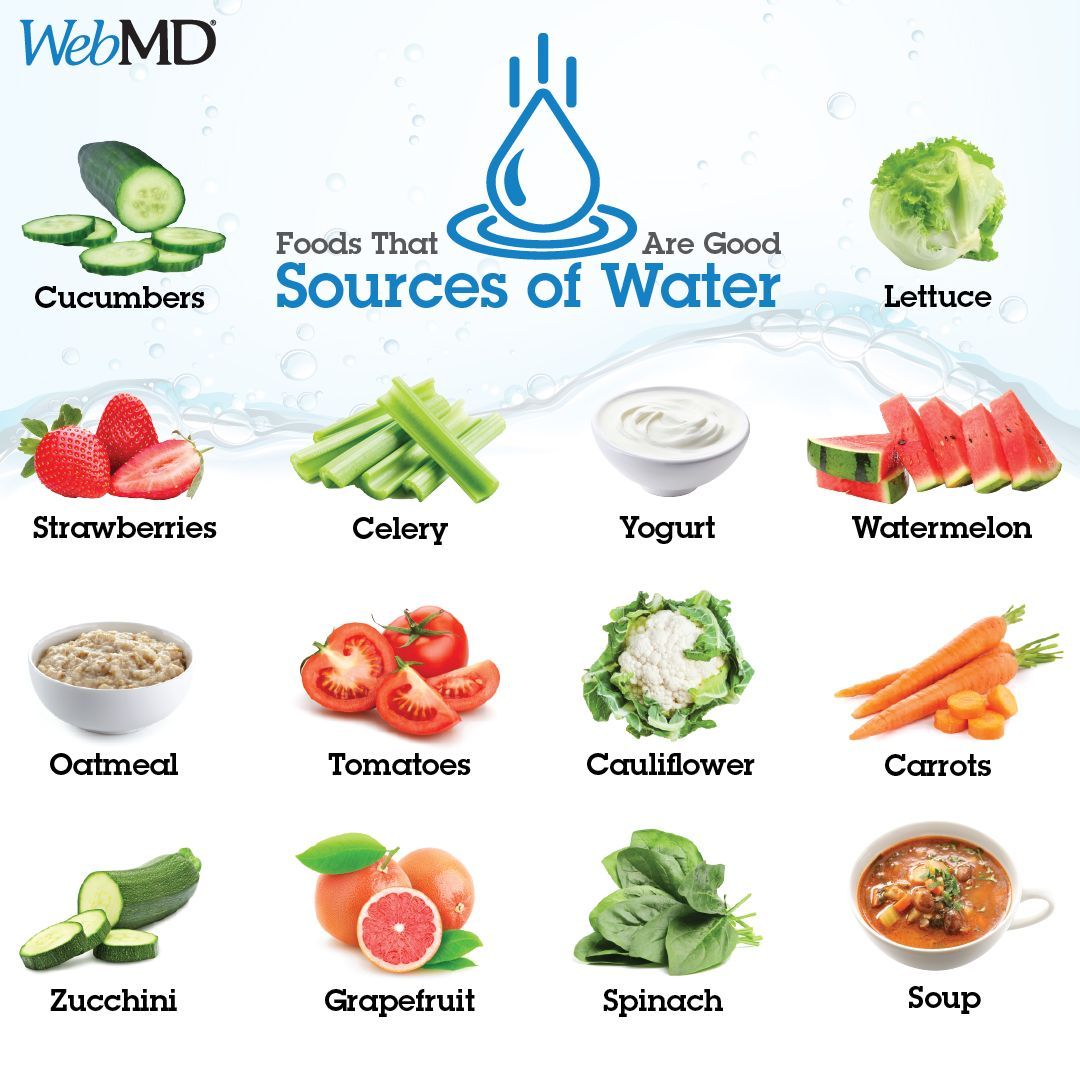 WebMD®
Foods That Are Good
Sources of Water
Cucumbers
Lettuce
Strawberries
Celery
Yogurt
Watermelon
Oatmeal
Tomatoes
Cauliflower
Carrots
Zucchini
Grapefruit
Spinach
Soup